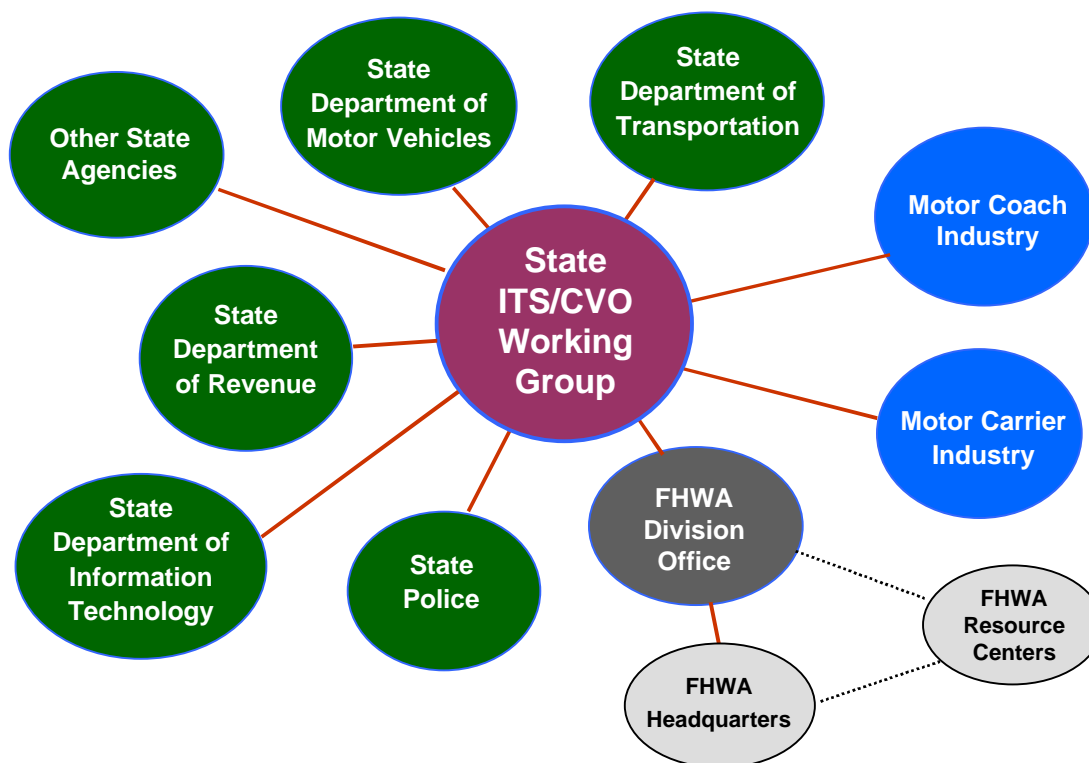 State
Department of
Motor Vehicles
State
Department of
Transportation
Other State
Agencies
Motor Coach
Industry
State
ITS/CVO
Working
Group
State
Department
of Revenue
Motor Carrier
Industry
State
Department of
Information
Technology
State
Police
FHWA
Division
Office
FHWA
Resource
Centers
FHWA
Headquarters